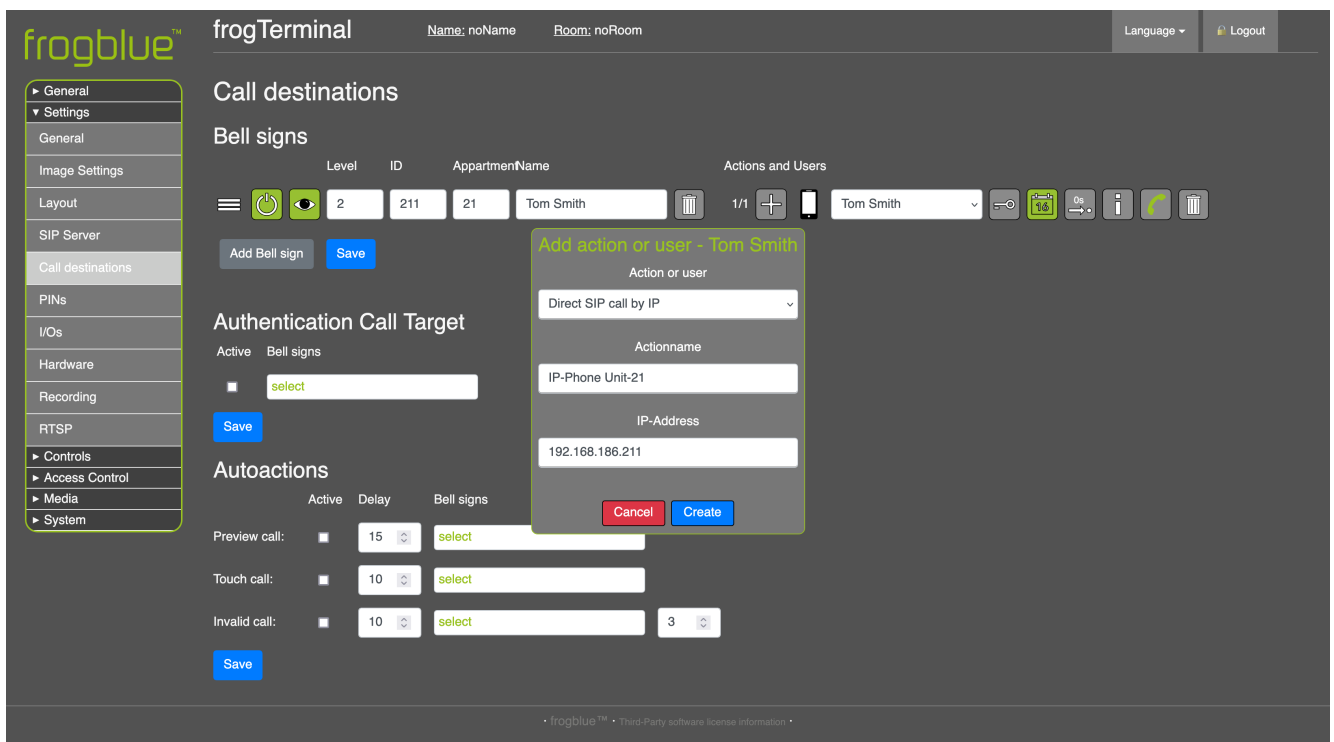 frogblue™
frogTerminal
Name: noName
Room: noRoom
Language
Logout
General
Settings
General
Image Settings
Layout
SIP Server
Call destinations
PINs
I/Os
Hardware
Recording
RTSP
Controls
Access Control
Media
System
Call destinations
Bell signs
Level ID AppartmentName Actions and Users
2 211 21 Tom Smith 1/1 Tom Smith 16 0s
Add Bell sign Save
Add action or user - Tom Smith
Action or user
Direct SIP call by IP
Actionname
IP-Phone Unit-21
IP-Address
192.168.186.211
Cancel Create
Authentication Call Target
Active Bell signs
select
Save
Autoactions
Active Delay Bell signs
Preview call: 15 select
Touch call: 10 select
Invalid call: 10 select 3
Save
• frogblue™ • Third-Party software license information •